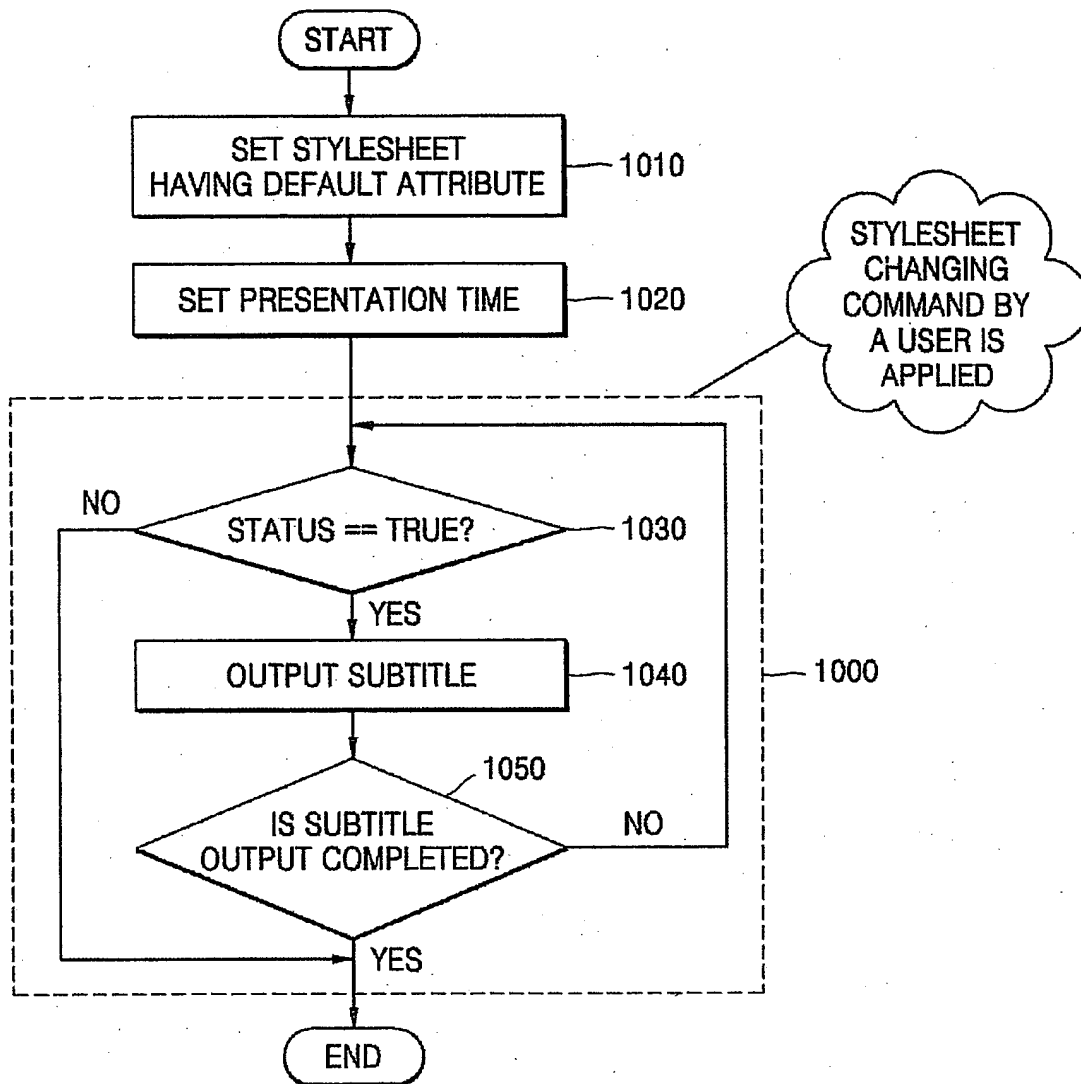 START
SET STYLESHEET
HAVING DEFAULT ATTRIBUTE
1010
SET PRESENTATION TIME
1020
STYLESHEET
CHANGING
COMMAND BY
A USER IS
APPLIED
NO
STATUS == TRUE?
1030
YES
OUTPUT SUBTITLE
1040
1000
1050
IS SUBTITLE
OUTPUT COMPLETED?
NO
YES
END